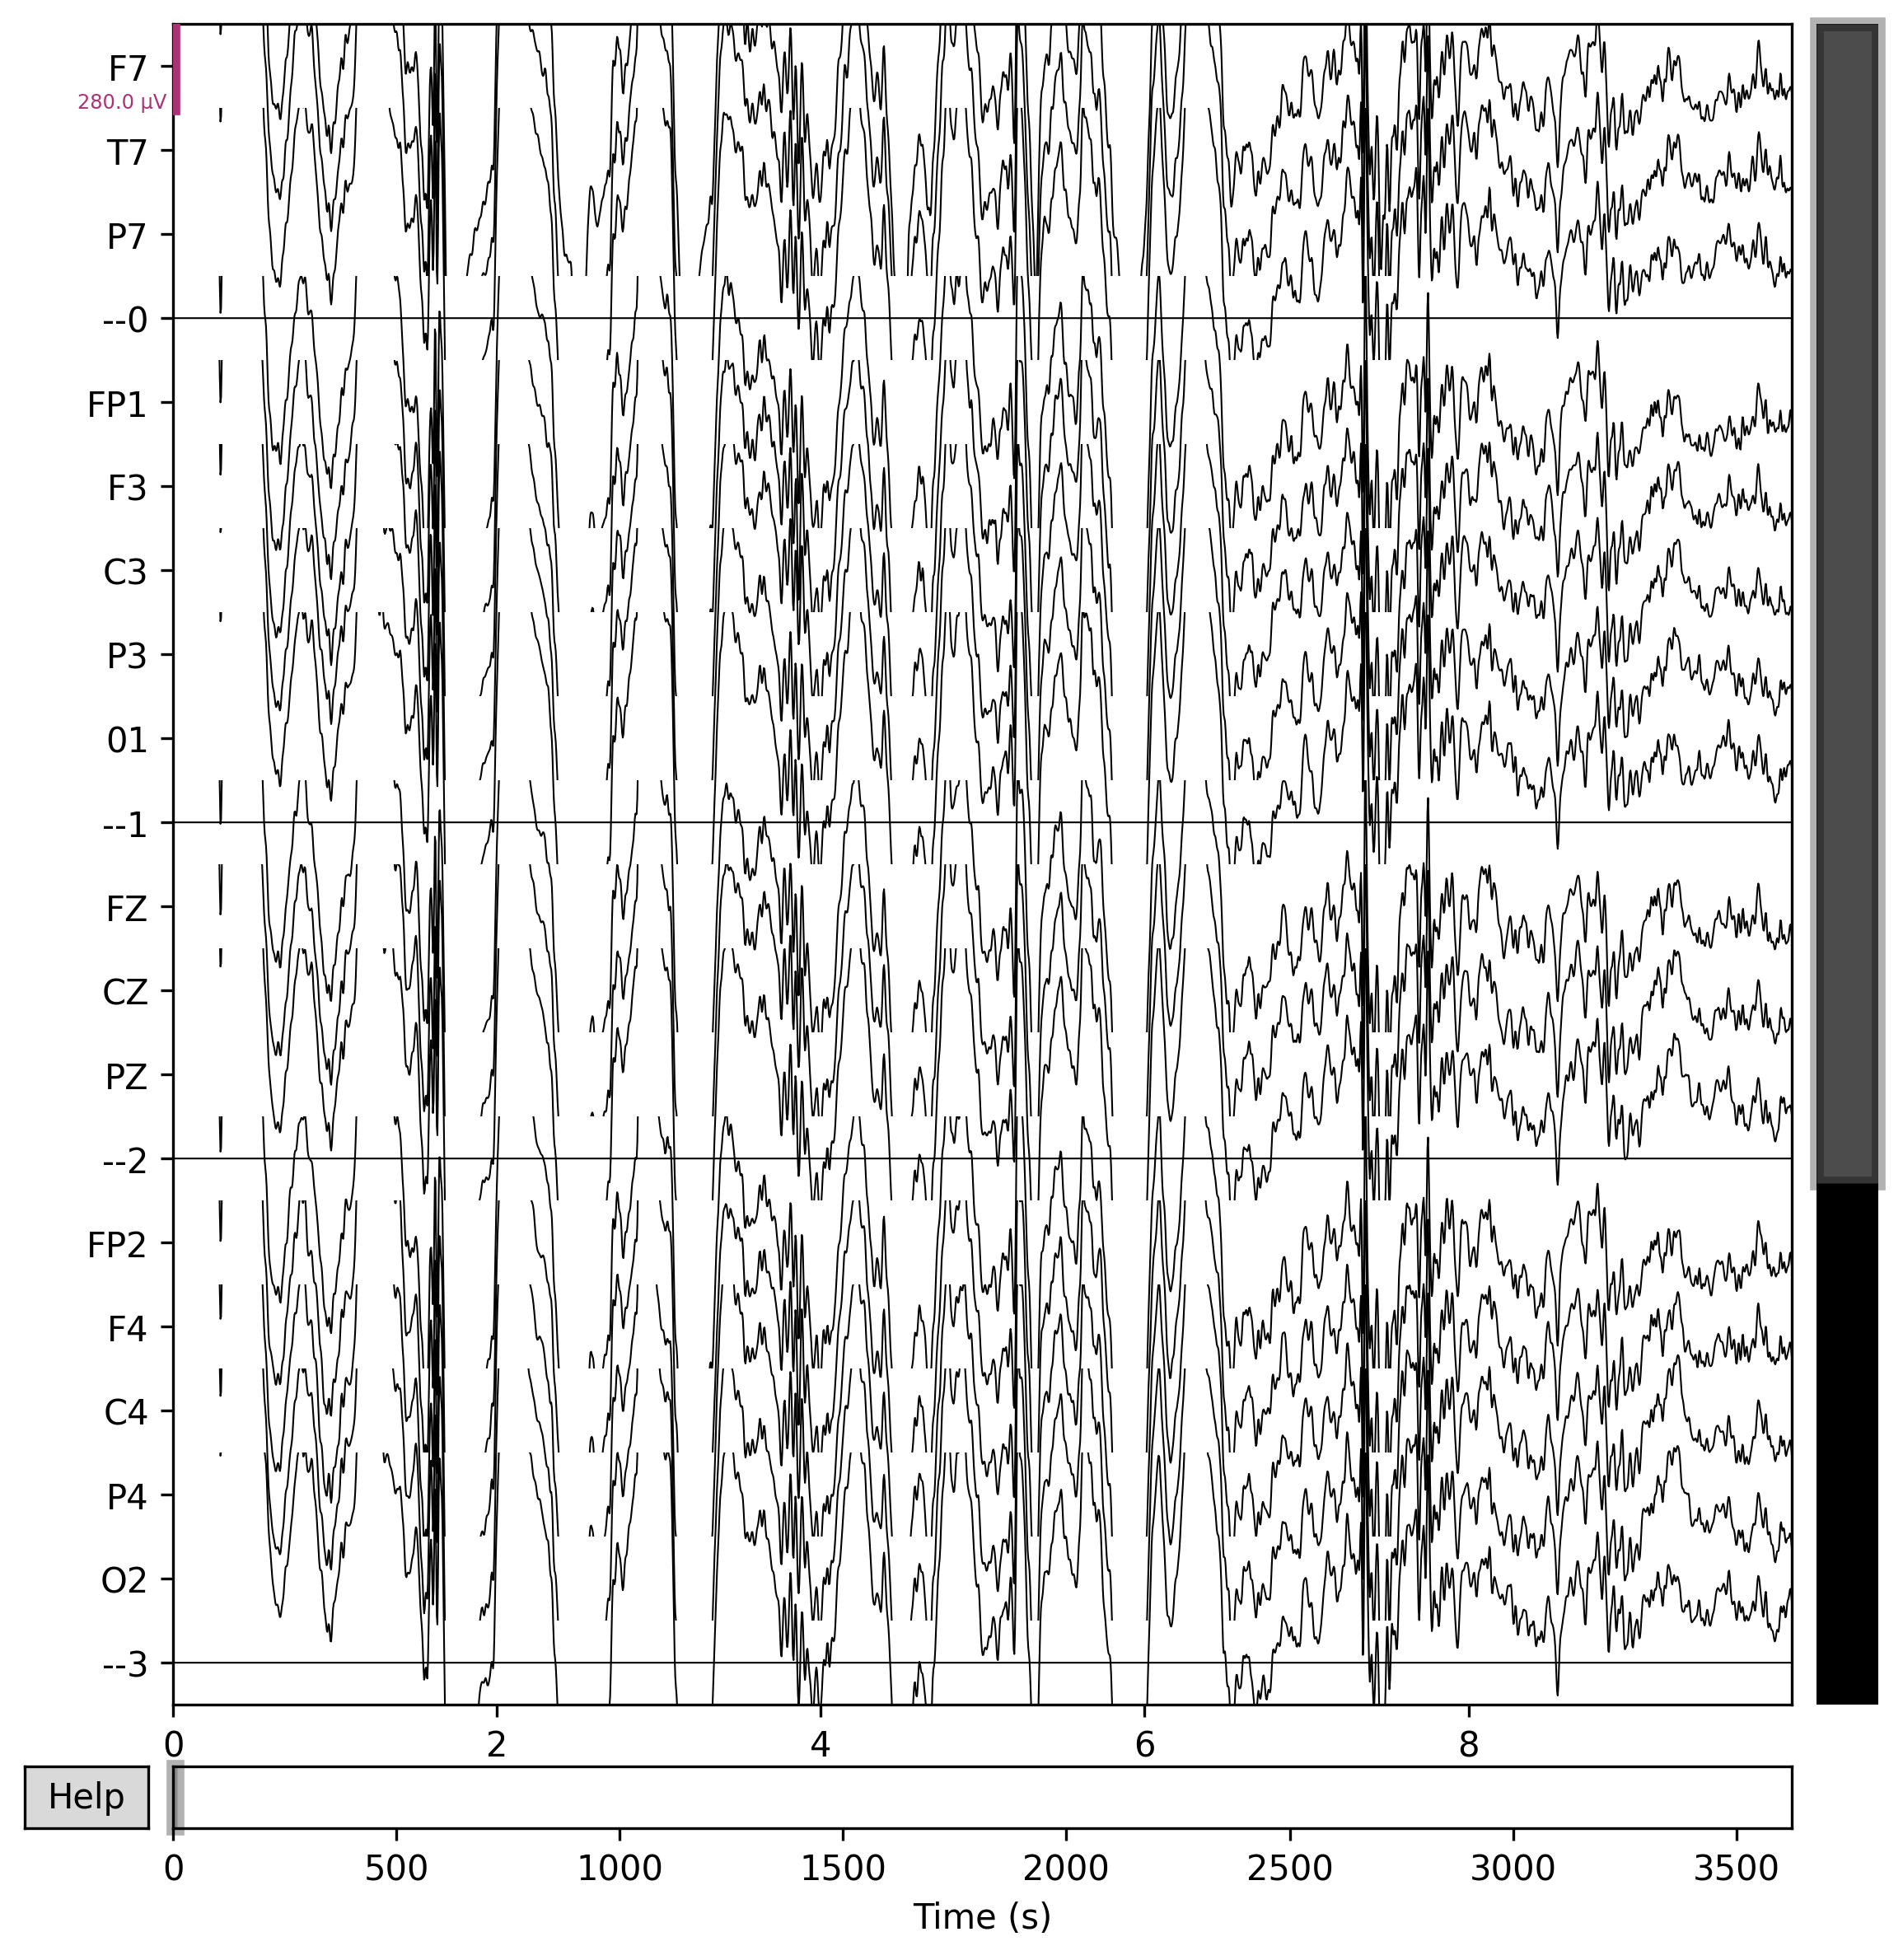 F7
280.0 µV
T7
P7
--0
FP1
F3
C3
P3
01
--1
FZ
CZ
PZ
--2
FP2
F4
C4
P4
O2
--3
0 2 4 6 8
Help
0 500 1000 1500 2000 2500 3000 3500
Time (s)